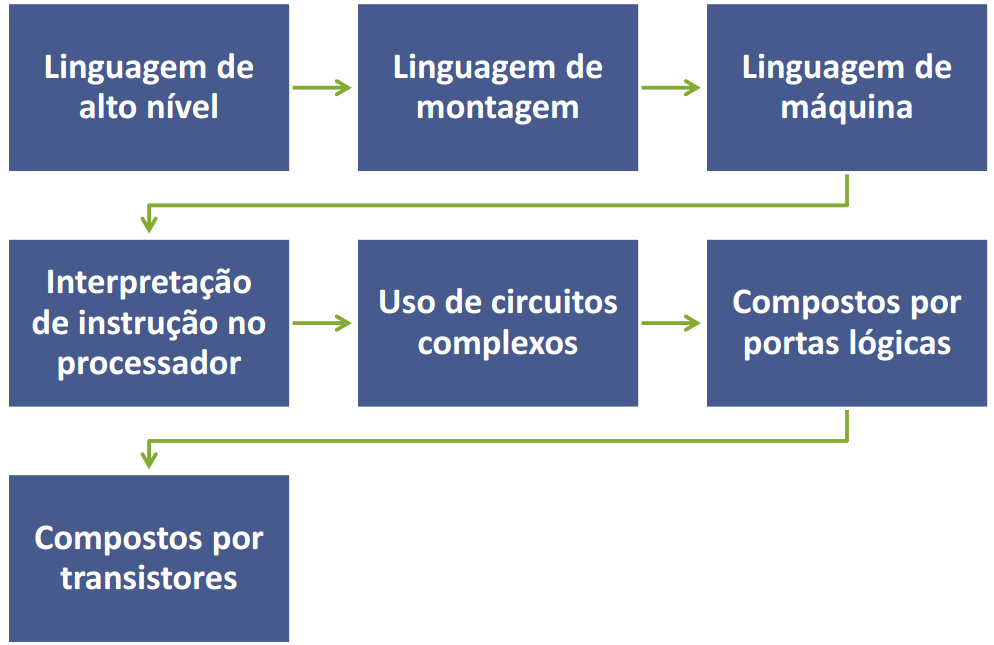 Linguagem de
alto nível
Linguagem de
montagem
Linguagem de
máquina
Interpretação
de instrução no
processador
Uso de circuitos
complexos
Compostos por
portas lógicas
Compostos por
transistores